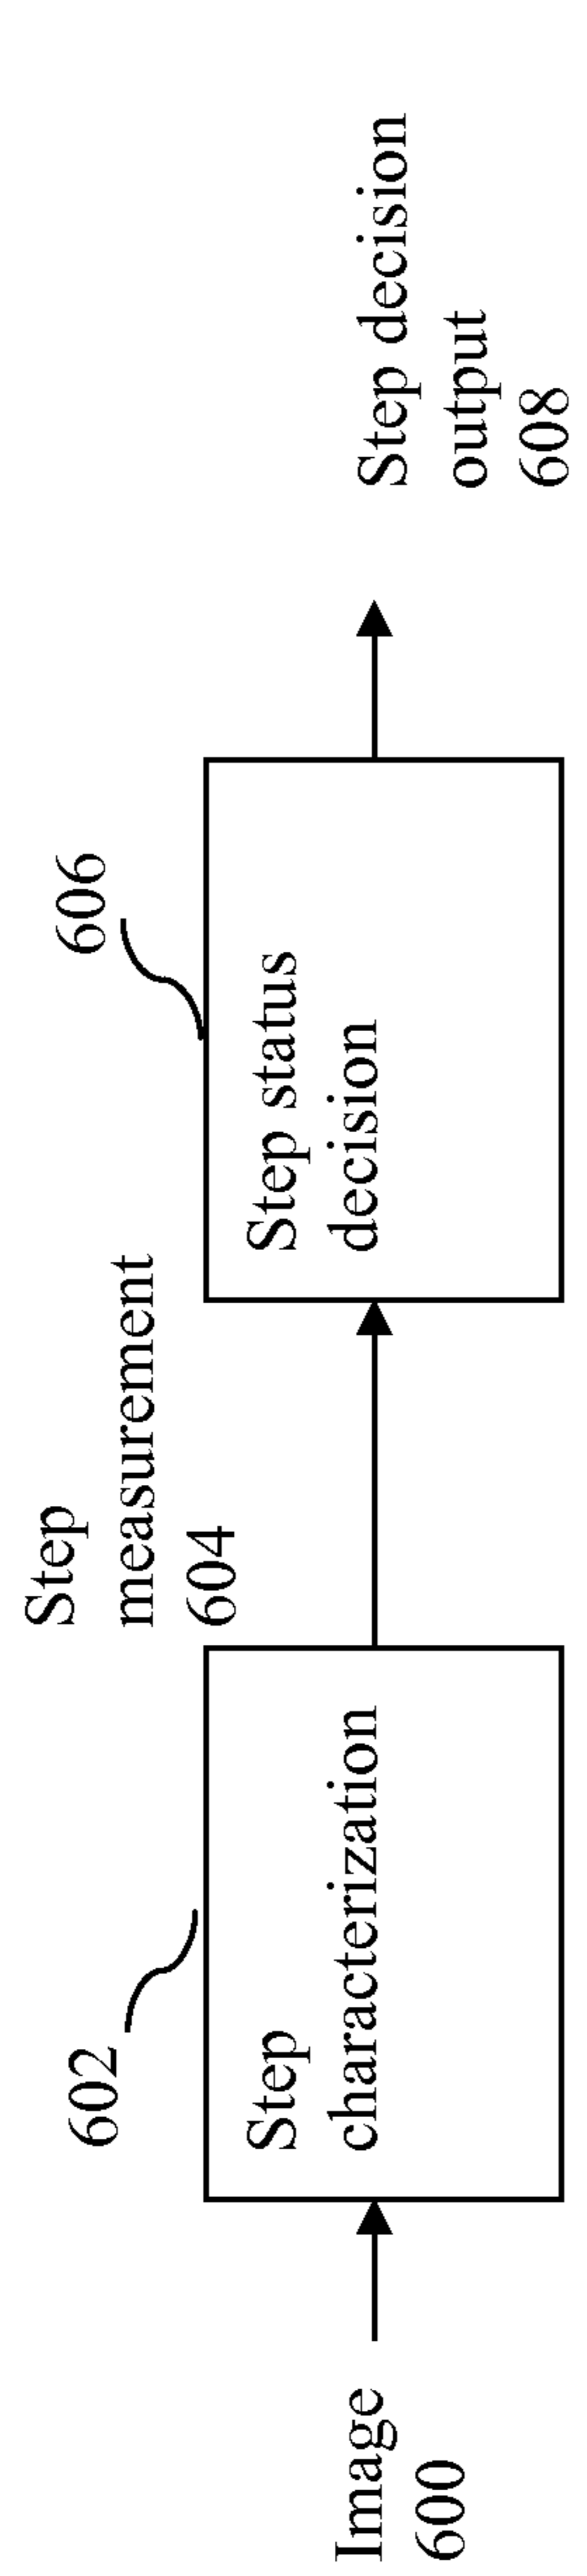 Image
600
602
Step
characterization
Step
measurement
604
606
Step status
decision
Step decision
output
608